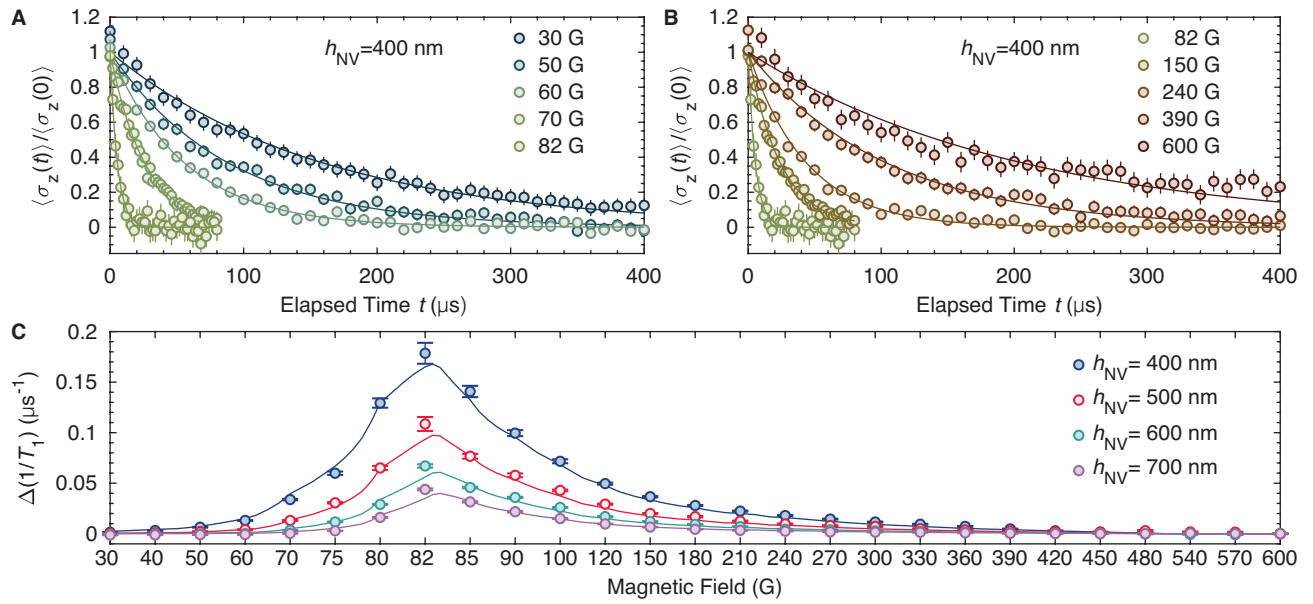 A
h_NV=400 nm
30 G
50 G
60 G
70 G
82 G
⟨σ_z(t)⟩/⟨σ_z(0)⟩
1.2
1
0.8
0.6
0.4
0.2
0
0 100 200 300 400
Elapsed Time t (μs)
B
h_NV=400 nm
82 G
150 G
240 G
390 G
600 G
⟨σ_z(t)⟩/⟨σ_z(0)⟩
1.2
1
0.8
0.6
0.4
0.2
0
0 100 200 300 400
Elapsed Time t (μs)
C
Δ(1/T_1) (μs⁻¹)
0.2
0.15
0.1
0.05
0
h_NV= 400 nm
h_NV= 500 nm
h_NV= 600 nm
h_NV= 700 nm
30 40 50 60 70 75 80 82 85 90 100 120 150 180 210 240 270 300 330 360 390 420 450 480 540 570 600
Magnetic Field (G)